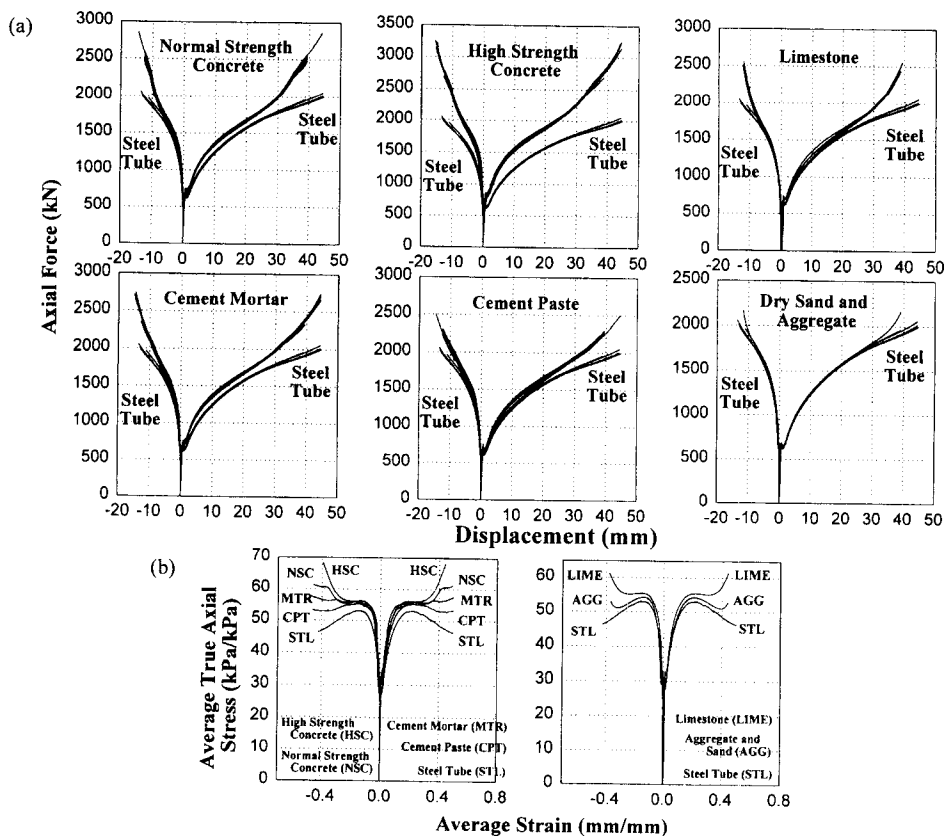 (a)
Axial Force (kN)
3000
2500
2000
1500
1000
500
0
Normal Strength
Concrete
Steel
Tube
Steel
Tube
-20 -10 0 10 20 30 40 50
3500
3000
2500
2000
1500
1000
500
0
High Strength
Concrete
Steel
Tube
Steel
Tube
-20 -10 0 10 20 30 40 50
3000
2500
2000
1500
1000
500
0
Limestone
Steel
Tube
Steel
Tube
-20 -10 0 10 20 30 40 50
3000
2500
2000
1500
1000
500
0
Cement Mortar
Steel
Tube
Steel
Tube
-20 -10 0 10 20 30 40 50
3000
2500
2000
1500
1000
500
0
Cement Paste
Steel
Tube
Steel
Tube
-20 -10 0 10 20 30 40 50
2500
2000
1500
1000
500
0
Dry Sand and
Aggregate
Steel
Tube
Steel
Tube
-20 -10 0 10 20 30 40 50
Displacement (mm)
(b)
Average True Axial
Stress (kPa/kPa)
70
60
50
40
30
20
10
0
NSC
HSC
MTR
CPT
STL
HSC
NSC
MTR
CPT
STL
High Strength
Concrete (HSC)
Normal Strength
Concrete (NSC)
Cement Mortar (MTR)
Cement Paste (CPT)
Steel Tube (STL)
-0.4 0.0 0.4 0.8
60
50
40
30
20
10
0
LIME
AGG
STL
LIME
AGG
STL
Limestone (LIME)
Aggregate and
Sand (AGG)
Steel Tube (STL)
-0.4 0.0 0.4 0.8
Average Strain (mm/mm)